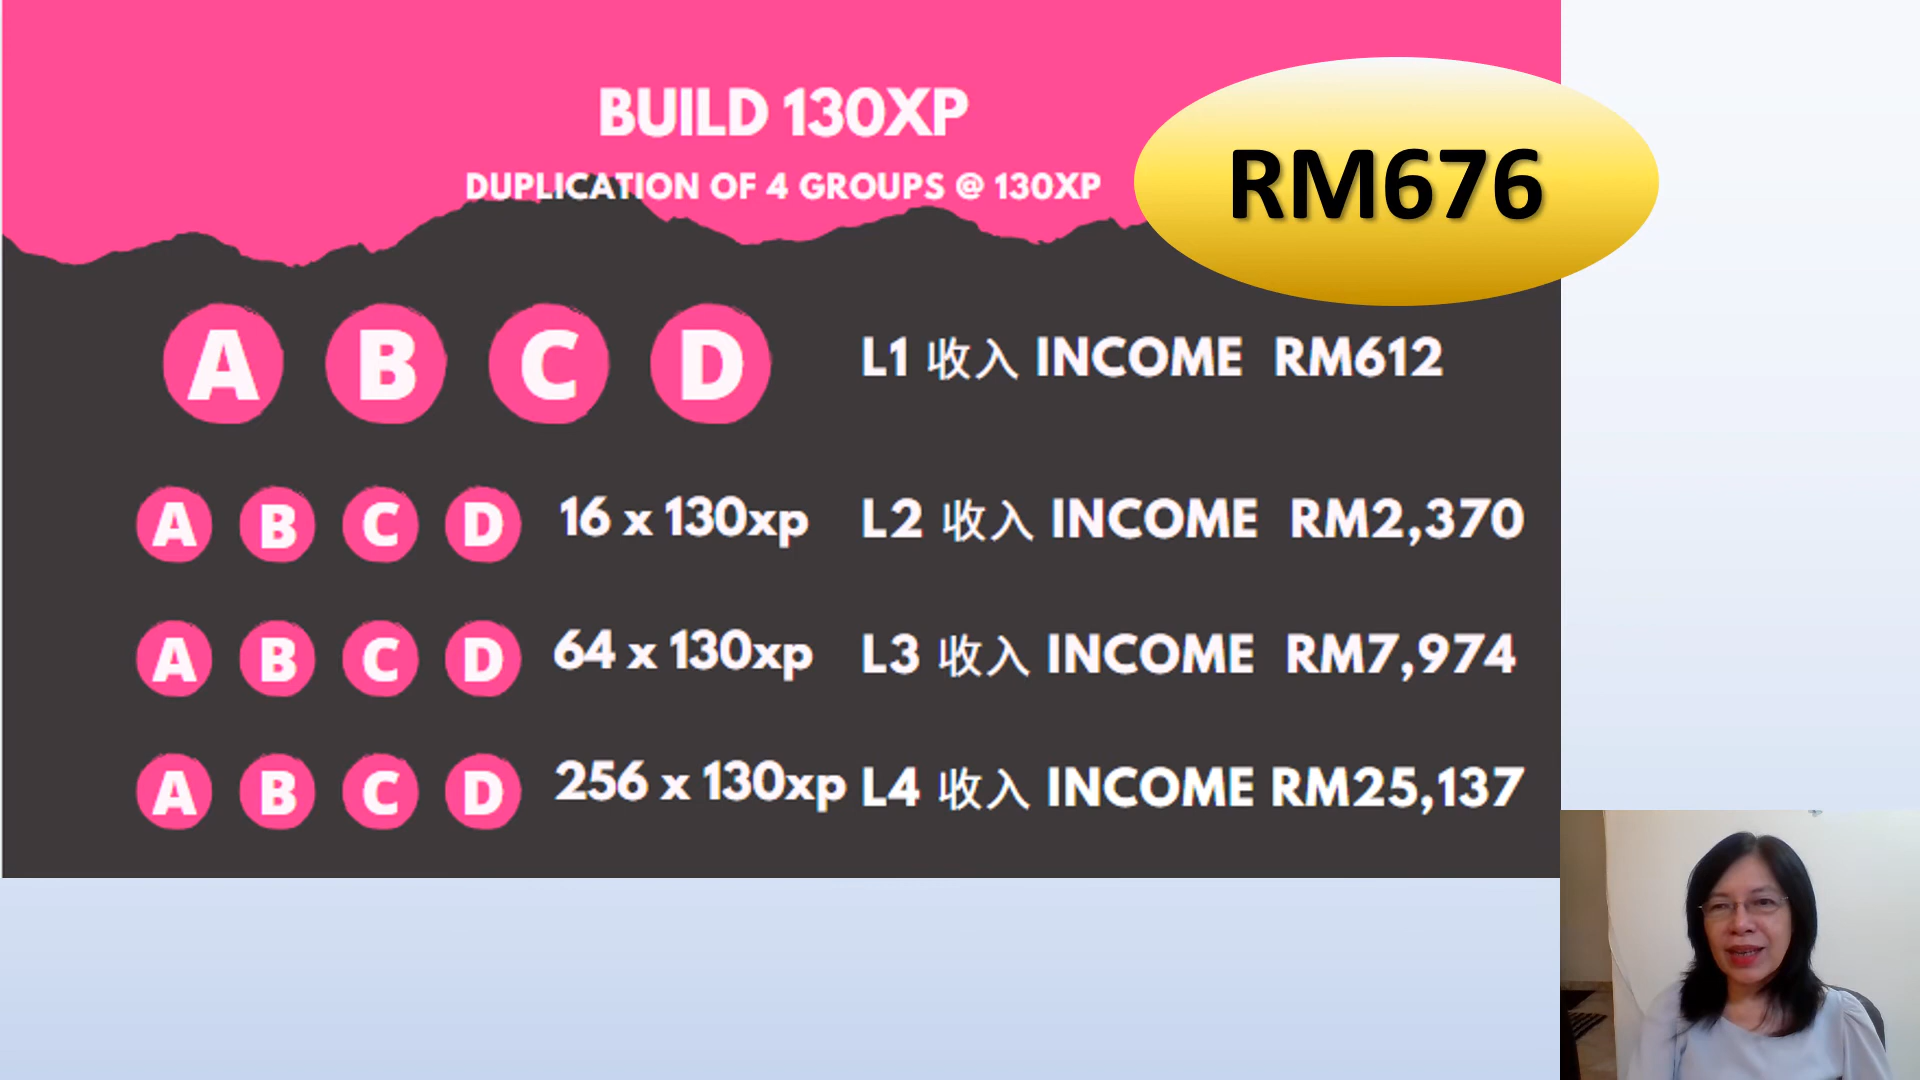 BUILD 130XP
DUPLICATION OF 4 GROUPS @ 130XP
RM676
A B C D L1 收入 INCOME RM612
A B C D 16 x 130xp L2 收入 INCOME RM2,370
A B C D 64 x 130xp L3 收入 INCOME RM7,974
A B C D 256 x 130xp L4 收入 INCOME RM25,137